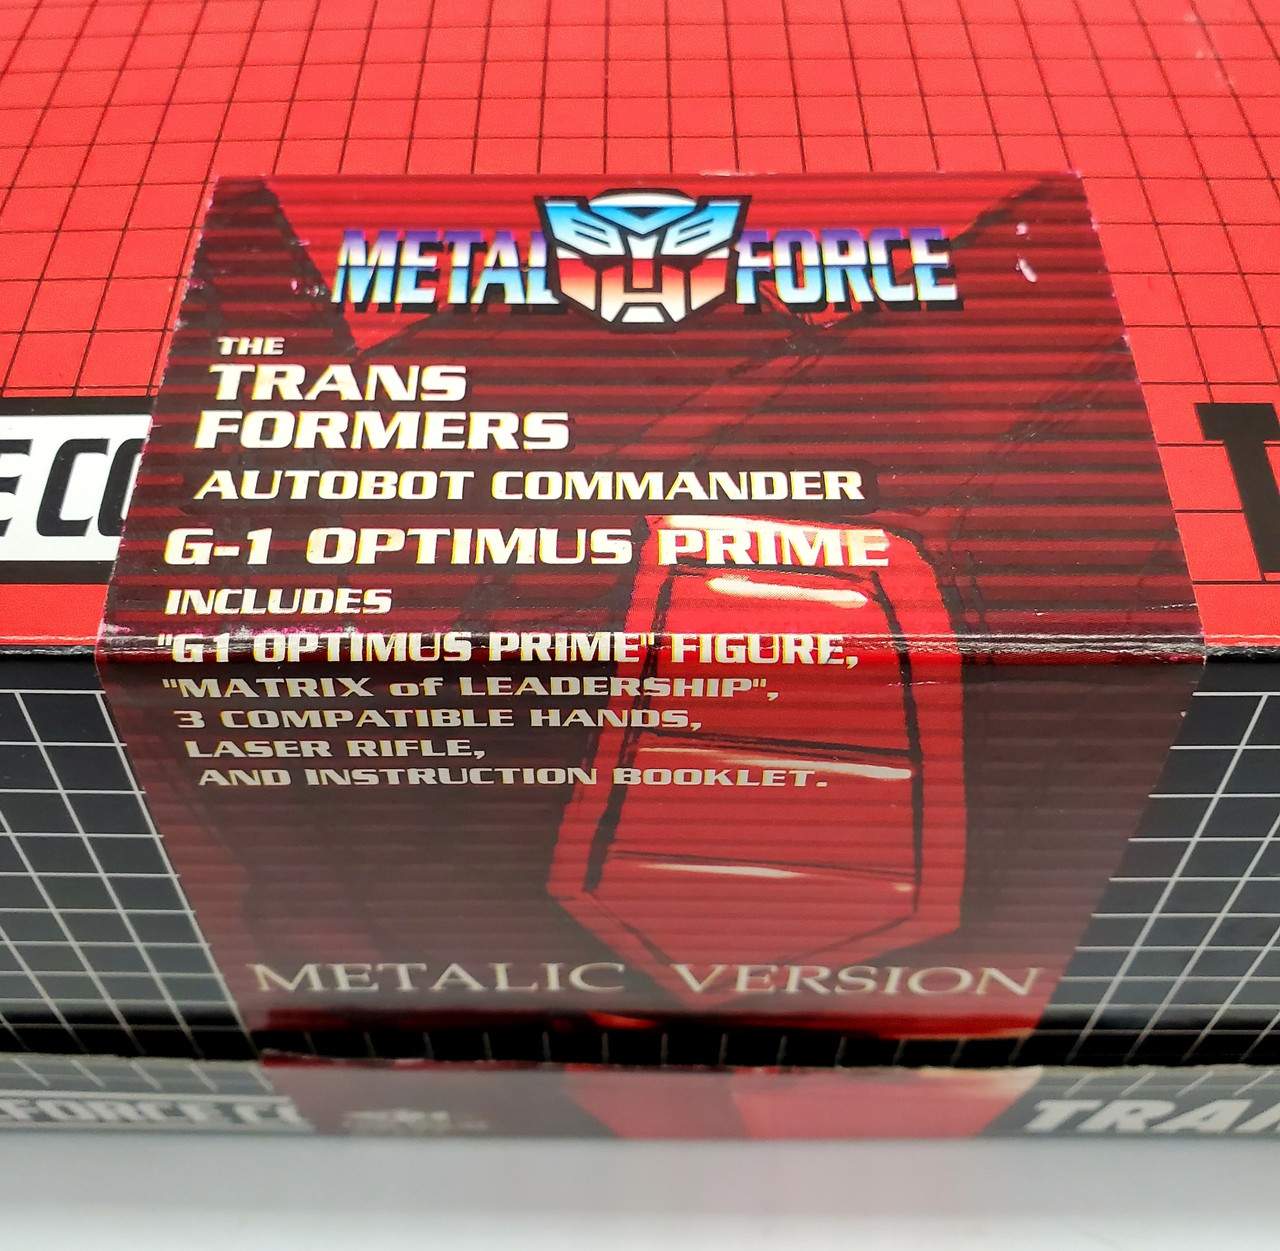 METAL FORCE
THE
TRANS
FORMERS
AUTOBOT COMMANDER
G-1 OPTIMUS PRIME
INCLUDES
"G1 OPTIMUS PRIME" FIGURE,
"MATRIX of LEADERSHIP",
3 COMPATIBLE HANDS,
LASER RIFLE,
AND INSTRUCTION BOOKLET.
METALIC VERSION